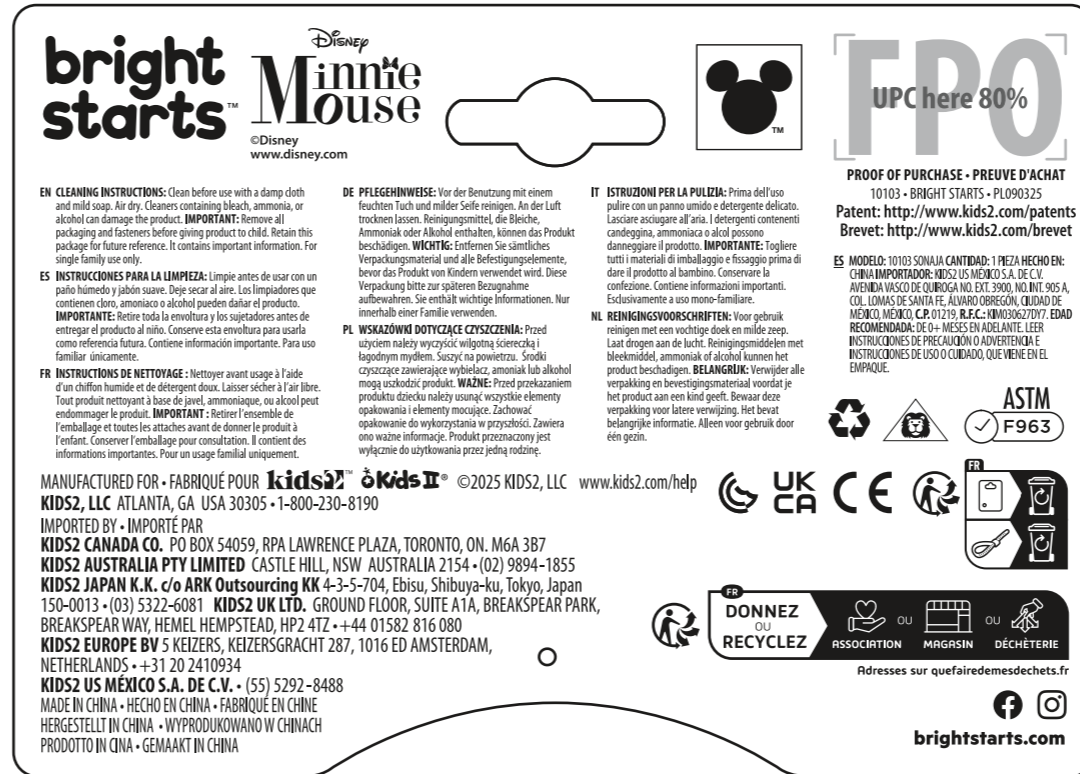 bright
starts™
Disney
Minnie
Mouse
©Disney
www.disney.com
TM
FPO
UPC here 80%
PROOF OF PURCHASE • PREUVE D'ACHAT
10103 • BRIGHT STARTS • PL090325
Patent: http://www.kids2.com/patents
Brevet: http://www.kids2.com/brevet
EN CLEANING INSTRUCTIONS: Clean before use with a damp cloth
and mild soap. Air dry. Cleaners containing bleach, ammonia, or
alcohol can damage the product. IMPORTANT: Remove all
packaging and fasteners before giving product to child. Retain this
package for future reference. It contains important information. For
single family use only.
ES INSTRUCCIONES PARA LA LIMPIEZA: Limpie antes de usar con un
paño húmedo y jabón suave. Deje secar al aire. Los limpiadores que
contienen cloro, amoniaco o alcohol pueden dañar el producto.
IMPORTANTE: Retire toda la envoltura y los sujetadores antes de
entregar el producto al niño. Conserve esta envoltura para usarla
como referencia futura. Contiene información importante. Para uso
familiar únicamente.
FR INSTRUCTIONS DE NETTOYAGE : Nettoyer avant usage à l'aide
d'un chiffon humide et de détergent doux. Laisser sécher à l'air libre.
Tout produit nettoyant à base de javel, ammoniaque, ou alcool peut
endommager le produit. IMPORTANT : Retirer l'ensemble de
l'emballage et toutes les attaches avant de donner le produit à
l'enfant. Conserver l'emballage pour consultation. Il contient des
informations importantes. Pour un usage familial uniquement.
DE PFLEGEHINWEISE: Vor der Benutzung mit einem
feuchten Tuch und milder Seife reinigen. An der Luft
trocknen lassen. Reinigungsmittel, die Bleiche,
Ammoniak oder Alkohol enthalten, können das Produkt
beschädigen. WICHTIG: Entfernen Sie sämtliches
Verpackungsmaterial und alle Befestigungselemente,
bevor das Produkt von Kindern verwendet wird. Diese
Verpackung bitte zur späteren Bezugnahme
aufbewahren. Sie enthält wichtige Informationen. Nur
innerhalb einer Familie verwenden.
PL WSKAZÓWKI DOTYCZĄCE CZYSZCZENIA: Przed
użyciem należy wyczyścić wilgotną ściereczką i
łagodnym mydłem. Suszyć na powietrzu. Środki
czyszczące zawierające wybielacz, amoniak lub alkohol
mogą uszkodzić produkt. WAŻNE: Przed przekazaniem
produktu dziecku należy usunąć wszystkie elementy
opakowania i elementy mocujące. Zachować
opakowanie do wykorzystania w przyszłości. Zawiera
ono ważne informacje. Produkt przeznaczony jest
wyłącznie do użytkowania przez jedną rodzinę.
IT ISTRUZIONI PER LA PULIZIA: Prima dell'uso
pulire con un panno umido e detergente delicato.
Lasciare asciugare all'aria. I detergenti contenenti
candeggina, ammoniaca o alcol possono
danneggiare il prodotto. IMPORTANTE: Togliere
tutti i materiali di imballaggio e fissaggio prima di
dare il prodotto al bambino. Conservare la
confezione. Contiene informazioni importanti.
Esclusivamente a uso mono-familiare.
NL REINIGINGSVOORSCHRIFTEN: Voor gebruik
reinigen met een vochtige doek en milde zeep.
Laat drogen aan de lucht. Reinigingsmiddelen met
bleekmiddel, ammoniak of alcohol kunnen het
product beschadigen. BELANGRIJK: Verwijder alle
verpakking en bevestigingsmateriaal voordat je
het product aan een kind geeft. Bewaar deze
verpakking voor latere verwijzing. Het bevat
belangrijke informatie. Alleen voor gebruik door
één gezin.
ES MODELO: 10103 SONAJA CANTIDAD: 1 PIEZA HECHO EN:
CHINA IMPORTADOR: KIDS2 US MÉXICO S.A. DE C.V.
AVENIDA VASCO DE QUIROGA NO. EXT. 3900, NO. INT. 905 A,
COL. LOMAS DE SANTA FE, ÁLVARO OBREGÓN, CIUDAD DE
MÉXICO, MÉXICO, C.P. 01219, R.F.C.: KIM030627DY7. EDAD
RECOMENDADA: DE 0+ MESES EN ADELANTE. LEER
INSTRUCCIONES DE PRECAUCIÓN O ADVERTENCIA E
INSTRUCCIONES DE USO O CUIDADO, QUE VIENE EN EL
EMPAQUE.
ASTM
F963
MANUFACTURED FOR • FABRIQUÉ POUR kids2™ Kids II® ©2025 KIDS2, LLC www.kids2.com/help
KIDS2, LLC ATLANTA, GA USA 30305 • 1-800-230-8190
IMPORTED BY • IMPORTÉ PAR
KIDS2 CANADA CO. PO BOX 54059, RPA LAWRENCE PLAZA, TORONTO, ON. M6A 3B7
KIDS2 AUSTRALIA PTY LIMITED CASTLE HILL, NSW AUSTRALIA 2154 • (02) 9894-1855
KIDS2 JAPAN K.K. c/o ARK Outsourcing KK 4-3-5-704, Ebisu, Shibuya-ku, Tokyo, Japan
150-0013 • (03) 5322-6081 KIDS2 UK LTD. GROUND FLOOR, SUITE A1A, BREAKSPEAR PARK,
BREAKSPEAR WAY, HEMEL HEMPSTEAD, HP2 4TZ • +44 01582 816 080
KIDS2 EUROPE BV 5 KEIZERS, KEIZERSGRACHT 287, 1016 ED AMSTERDAM,
NETHERLANDS • +31 20 2410934
KIDS2 US MÉXICO S.A. DE C.V. • (55) 5292-8488
MADE IN CHINA • HECHO EN CHINA • FABRIQUÉ EN CHINE
HERGESTELLT IN CHINA • WYPRODUKOWANO W CHINACH
PRODOTTO IN CINA • GEMAAKT IN CHINA
UK
CA
CE
FR
FR
DONNEZ
OU
RECYCLEZ
ASSOCIATION
OU
MAGASIN
OU
DÉCHÈTERIE
Adresses sur quefairedemesdechets.fr
brightstarts.com